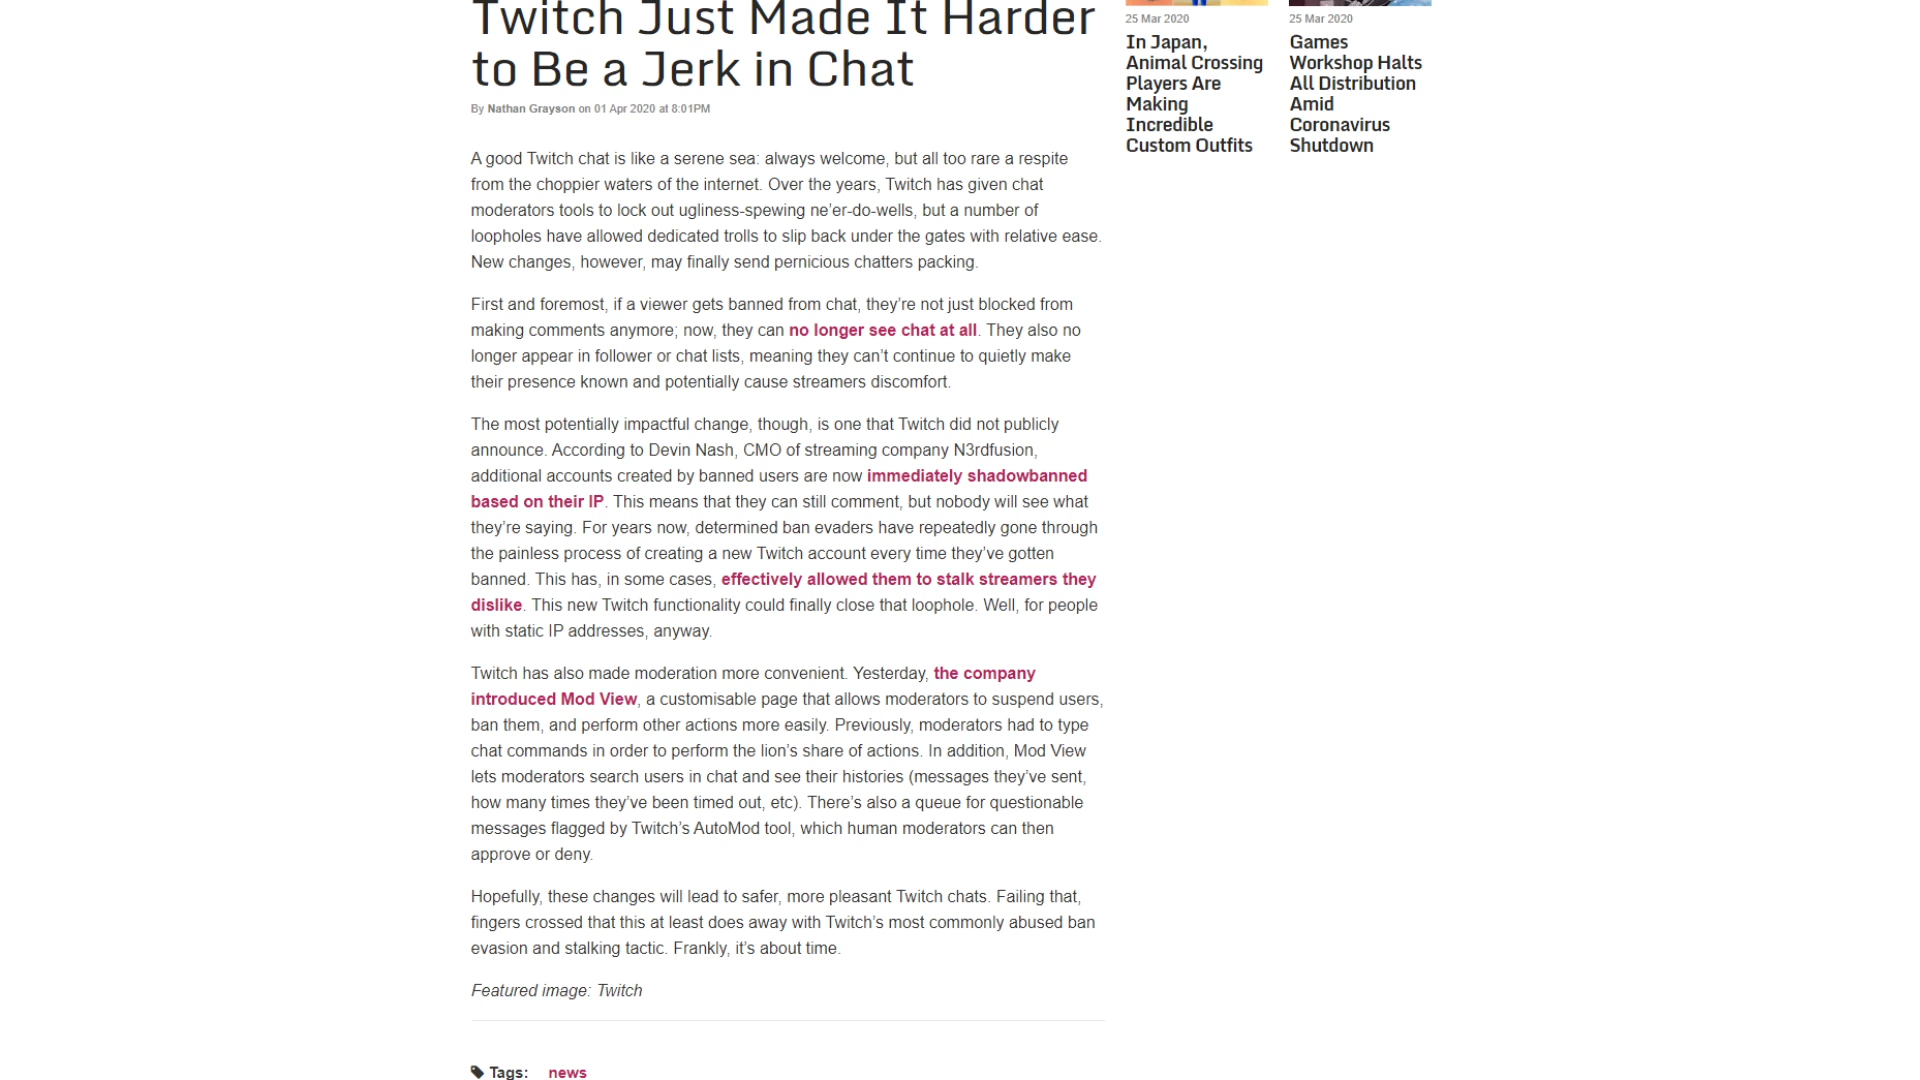 Twitch Just Made It Harder
to Be a Jerk in Chat
By Nathan Grayson on 01 Apr 2020 at 8:01PM
A good Twitch chat is like a serene sea: always welcome, but all too rare a respite
from the choppier waters of the internet. Over the years, Twitch has given chat
moderators tools to lock out ugliness-spewing ne’er-do-wells, but a number of
loopholes have allowed dedicated trolls to slip back under the gates with relative ease.
New changes, however, may finally send pernicious chatters packing.
First and foremost, if a viewer gets banned from chat, they’re not just blocked from
making comments anymore; now, they can no longer see chat at all. They also no
longer appear in follower or chat lists, meaning they can’t continue to quietly make
their presence known and potentially cause streamers discomfort.
The most potentially impactful change, though, is one that Twitch did not publicly
announce. According to Devin Nash, CMO of streaming company N3rdfusion,
additional accounts created by banned users are now immediately shadowbanned
based on their IP. This means that they can still comment, but nobody will see what
they’re saying. For years now, determined ban evaders have repeatedly gone through
the painless process of creating a new Twitch account every time they’ve gotten
banned. This has, in some cases, effectively allowed them to stalk streamers they
dislike. This new Twitch functionality could finally close that loophole. Well, for people
with static IP addresses, anyway.
Twitch has also made moderation more convenient. Yesterday, the company
introduced Mod View, a customisable page that allows moderators to suspend users,
ban them, and perform other actions more easily. Previously, moderators had to type
chat commands in order to perform the lion’s share of actions. In addition, Mod View
lets moderators search users in chat and see their histories (messages they’ve sent,
how many times they’ve been timed out, etc). There’s also a queue for questionable
messages flagged by Twitch’s AutoMod tool, which human moderators can then
approve or deny.
Hopefully, these changes will lead to safer, more pleasant Twitch chats. Failing that,
fingers crossed that this at least does away with Twitch’s most commonly abused ban
evasion and stalking tactic. Frankly, it’s about time.
Featured image: Twitch
Tags: news
25 Mar 2020
In Japan,
Animal Crossing
Players Are
Making
Incredible
Custom Outfits
25 Mar 2020
Games
Workshop Halts
All Distribution
Amid
Coronavirus
Shutdown